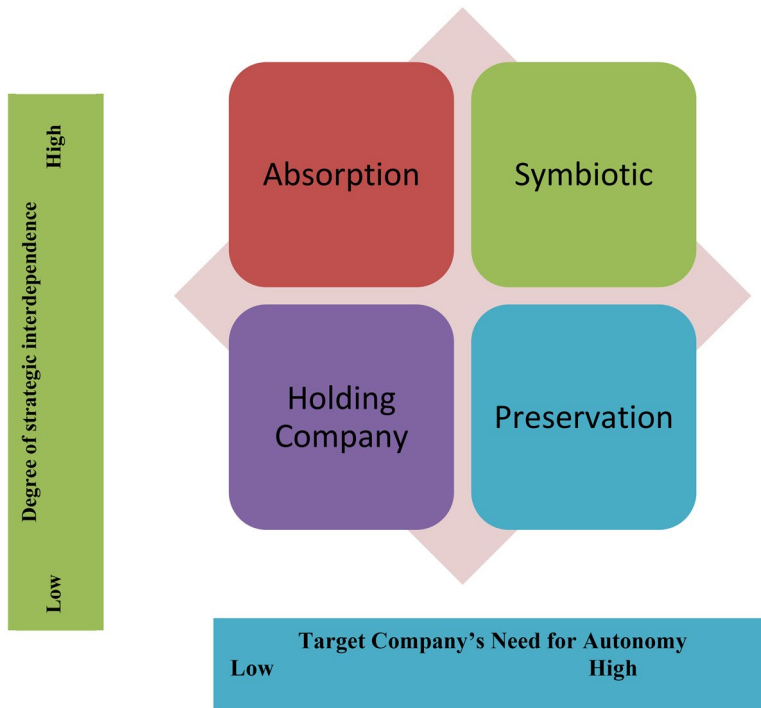 High
Degree of strategic interdependence
Low
Absorption
Symbiotic
Holding
Company
Preservation
Target Company’s Need for Autonomy
Low High